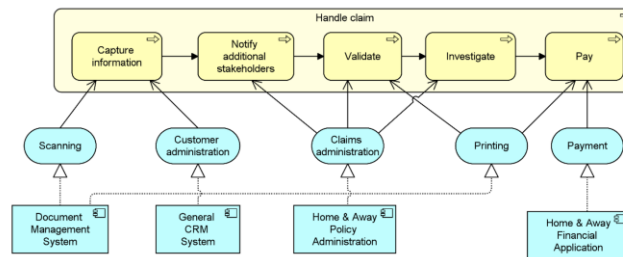 Handle claim
Capture
information
Notify
additional
stakeholders
Validate
Investigate
Pay
Scanning
Customer
administration
Claims
administration
Printing
Payment
Document
Management
System
General
CRM
System
Home & Away
Policy
Administration
Home & Away
Financial
Application